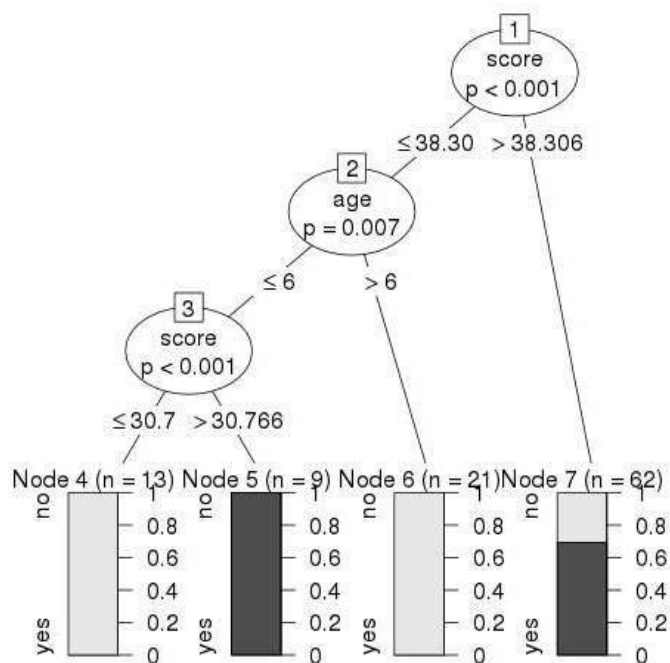 1
score
p < 0.001
≤ 38.30 > 38.306
2
age
p = 0.007
≤ 6 > 6
3
score
p < 0.001
≤ 30.7 > 30.766
Node 4 (n = 13) Node 5 (n = 9) Node 6 (n = 21) Node 7 (n = 62)
no 1 no 1 no 1 no 1
0.8 0.8 0.8 0.8
0.6 0.6 0.6 0.6
0.4 0.4 0.4 0.4
yes 0.2 yes 0.2 yes 0.2 yes 0.2
0 0 0 0